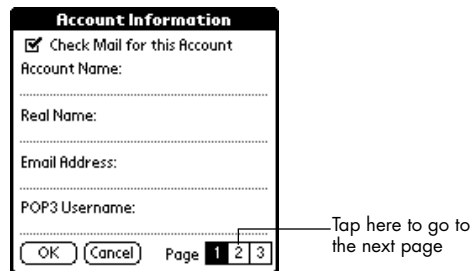 Account Information
Check Mail for this Account
Account Name:
Real Name:
Email Address:
POP3 Username:
OK Cancel Page 1 2 3
Tap here to go to
the next page